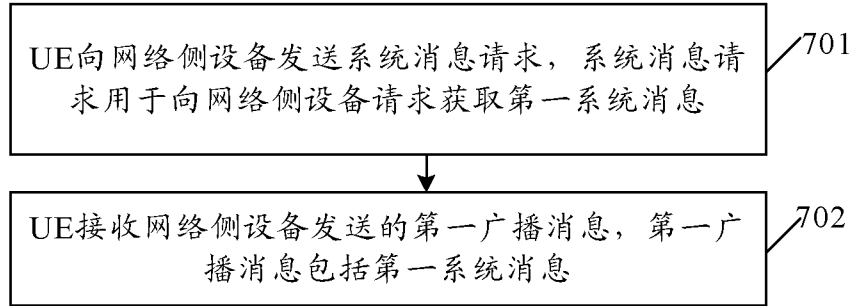 UE向网络侧设备发送系统消息请求，系统消息请
求用于向网络侧设备请求获取第一系统消息
701
UE接收网络侧设备发送的第一广播消息，第一广
播消息包括第一系统消息
702